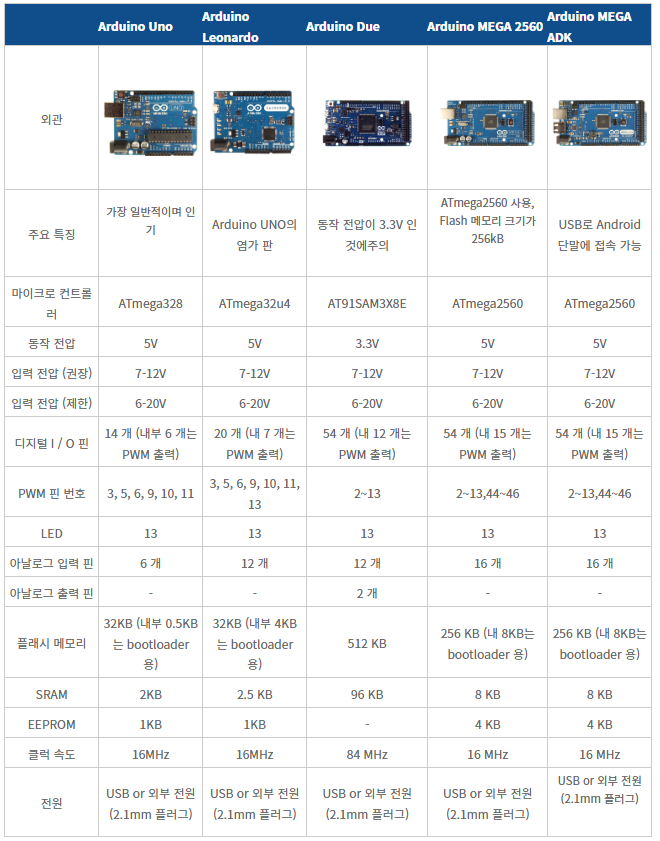 Arduino Uno
Arduino
Leonardo
Arduino Due
Arduino MEGA 2560
Arduino MEGA
ADK
외관
주요 특징
가장 일반적이며 인
기
Arduino UNO의
염가 판
동작 전압이 3.3V 인
것에주의
ATmega2560 사용,
Flash 메모리 크기가
256kB
USB로 Android
단말에 접속 가능
마이크로 컨트롤
러
ATmega328
ATmega32u4
AT91SAM3X8E
ATmega2560
ATmega2560
동작 전압
5V
5V
3.3V
5V
5V
입력 전압 (권장)
7-12V
7-12V
7-12V
7-12V
7-12V
입력 전압 (제한)
6-20V
6-20V
6-20V
6-20V
6-20V
디지털 I / O 핀
14 개 (내부 6 개는
PWM 출력)
20 개 (내 7 개는
PWM 출력)
54 개 (내 12 개는
PWM 출력)
54 개 (내 15 개는
PWM 출력)
54 개 (내 15 개는
PWM 출력)
PWM 핀 번호
3, 5, 6, 9, 10, 11
3, 5, 6, 9, 10, 11,
13
2~13
2~13,44~46
2~13,44~46
LED
13
13
13
13
13
아날로그 입력 핀
6 개
12 개
12 개
16 개
16 개
아날로그 출력 핀
-
-
2 개
-
-
플래시 메모리
32KB (내부 0.5KB
는 bootloader
용)
32KB (내부 4KB
는 bootloader
용)
512 KB
256 KB (내 8KB는
bootloader 용)
256 KB (내 8KB는
bootloader 용)
SRAM
2KB
2.5 KB
96 KB
8 KB
8 KB
EEPROM
1KB
1KB
-
4 KB
4 KB
클럭 속도
16MHz
16MHz
84 MHz
16 MHz
16 MHz
전원
USB or 외부 전원
(2.1mm 플러그)
USB or 외부 전원
(2.1mm 플러그)
USB or 외부 전원
(2.1mm 플러그)
USB or 외부 전원
(2.1mm 플러그)
USB or 외부 전원
(2.1mm 플러그)